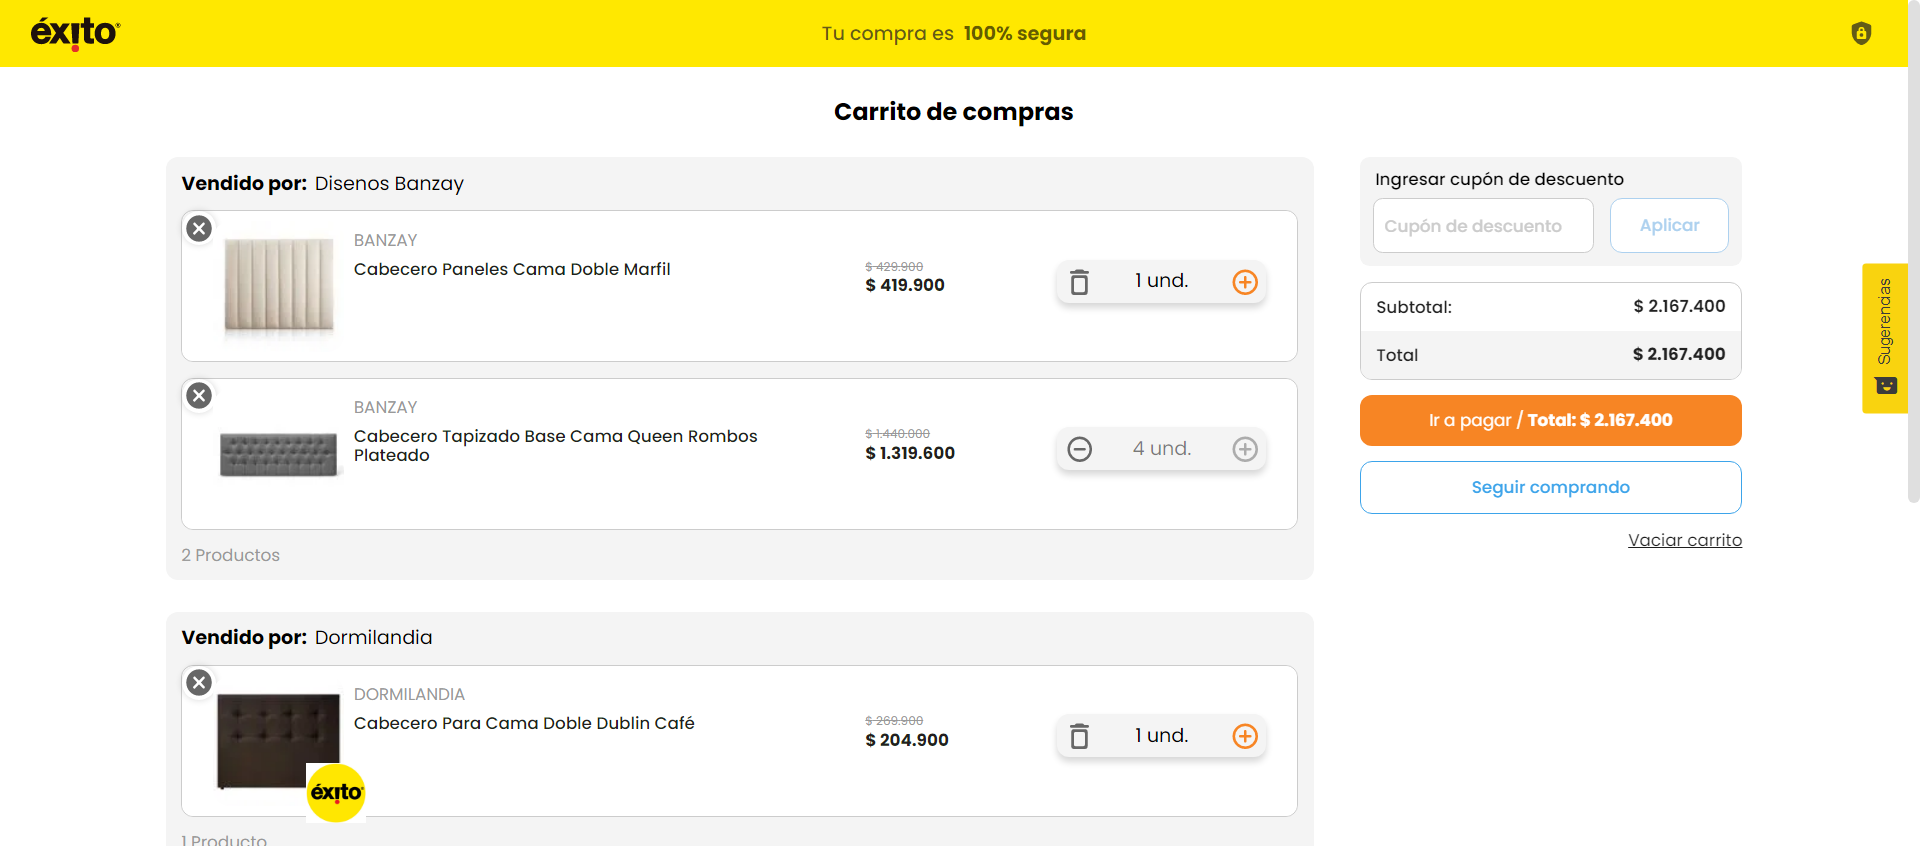 éxito
Tu compra es 100% segura
Carrito de compras
Vendido por: Disenos Banzay
BANZAY
Cabecero Paneles Cama Doble Marfil
$ 429.900
$ 419.900
1 und.
BANZAY
Cabecero Tapizado Base Cama Queen Rombos
Plateado
$ 1.440.000
$ 1.319.600
4 und.
2 Productos
Vendido por: Dormilandia
DORMILANDIA
Cabecero Para Cama Doble Dublin Café
$ 269.900
$ 204.900
1 und.
éxito
1 Producto
Ingresar cupón de descuento
Cupón de descuento
Aplicar
Subtotal: $ 2.167.400
Total $ 2.167.400
Ir a pagar / Total: $ 2.167.400
Seguir comprando
Vaciar carrito
Sugerencias